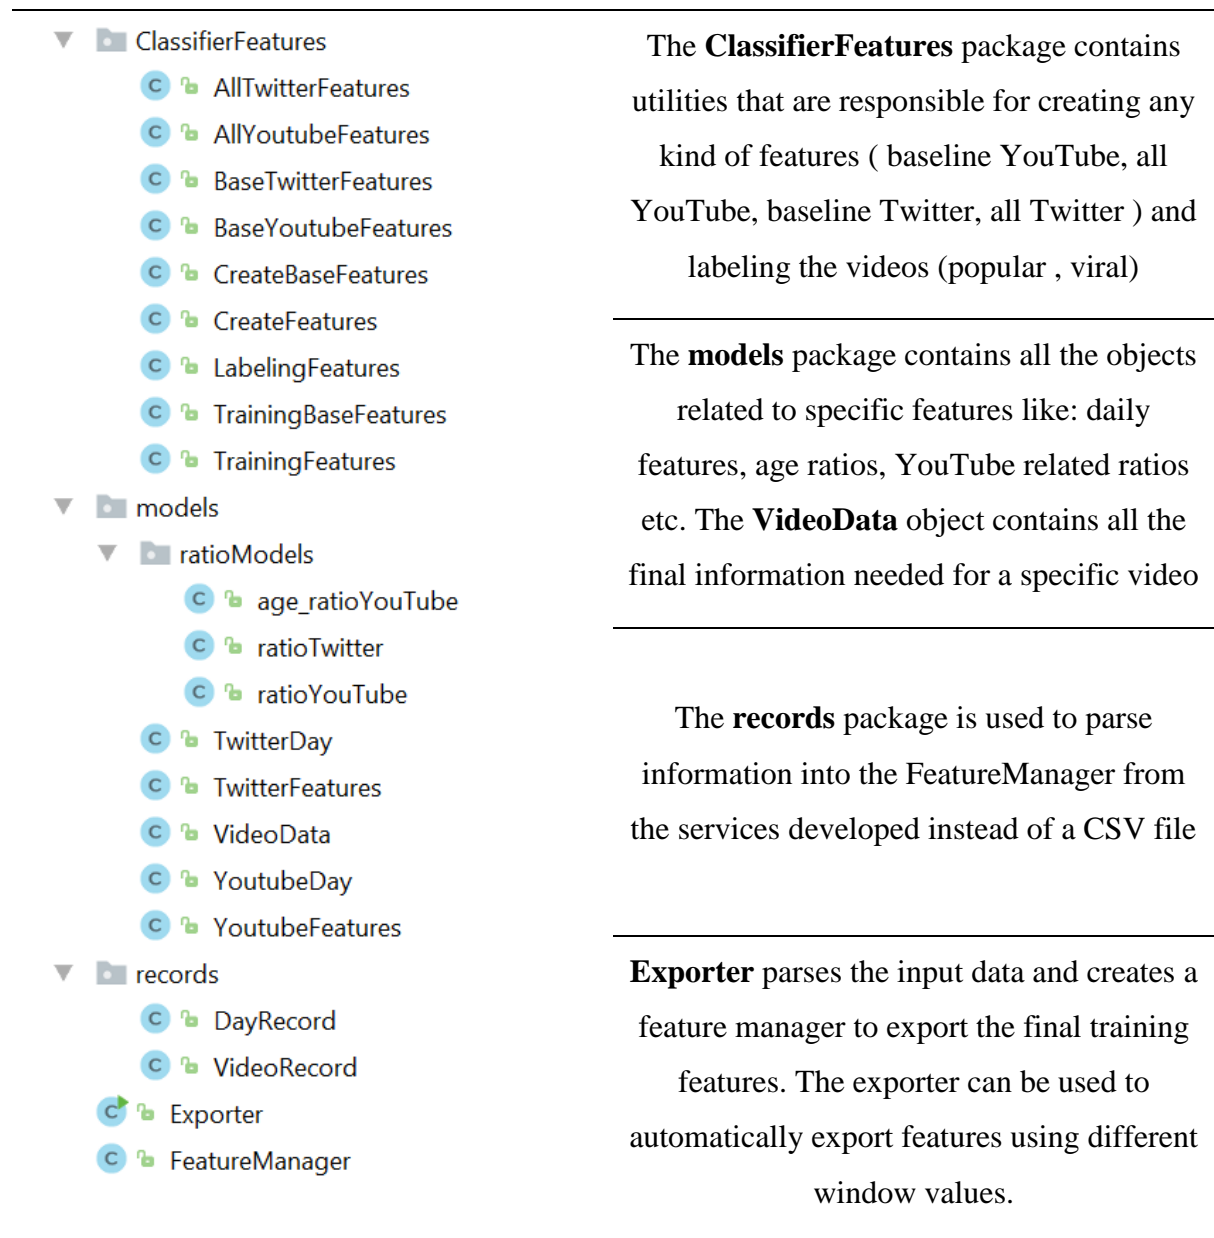 ClassifierFeatures
AllTwitterFeatures
AllYoutubeFeatures
BaseTwitterFeatures
BaseYoutubeFeatures
CreateBaseFeatures
CreateFeatures
LabelingFeatures
TrainingBaseFeatures
TrainingFeatures
models
ratioModels
age_ratioYouTube
ratioTwitter
ratioYouTube
TwitterDay
TwitterFeatures
VideoData
YoutubeDay
YoutubeFeatures
records
DayRecord
VideoRecord
Exporter
FeatureManager
The ClassifierFeatures package contains
utilities that are responsible for creating any
kind of features ( baseline YouTube, all
YouTube, baseline Twitter, all Twitter ) and
labeling the videos (popular , viral)
The models package contains all the objects
related to specific features like: daily
features, age ratios, YouTube related ratios
etc. The VideoData object contains all the
final information needed for a specific video
The records package is used to parse
information into the FeatureManager from
the services developed instead of a CSV file
Exporter parses the input data and creates a
feature manager to export the final training
features. The exporter can be used to
automatically export features using different
window values.